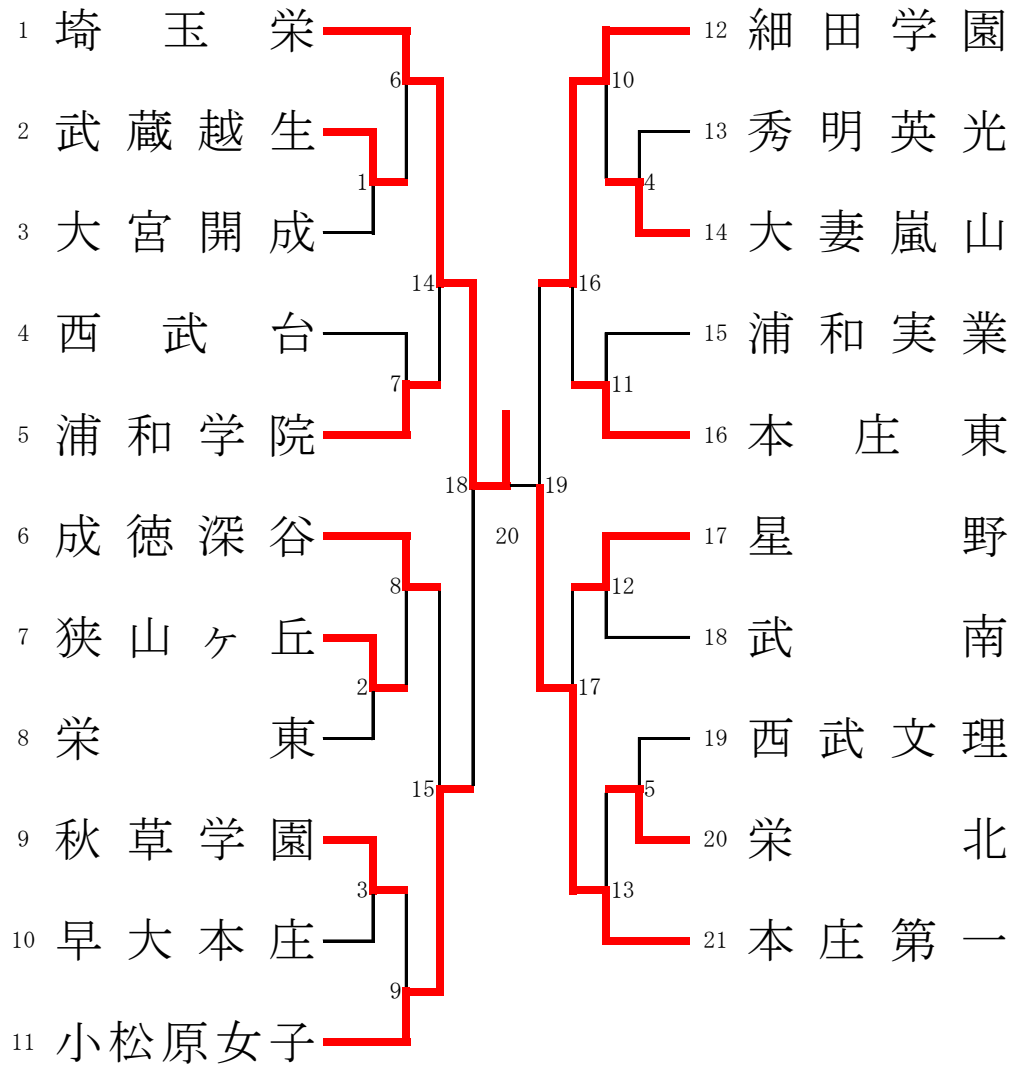 1 埼玉栄
2 武蔵越生
3 大宮開成
4 西武台
5 浦和学院
6 成徳深谷
7 狭山ヶ丘
8 栄東
9 秋草学園
10 早大本庄
11 小松原女子
6
1
14
7
18
8
2
15
3
9
20
12 細田学園
13 秀明英光
14 大妻嵐山
15 浦和実業
16 本庄東
17 星野
18 武南
19 西武文理
20 栄北
21 本庄第一
10
4
16
11
19
12
17
5
13